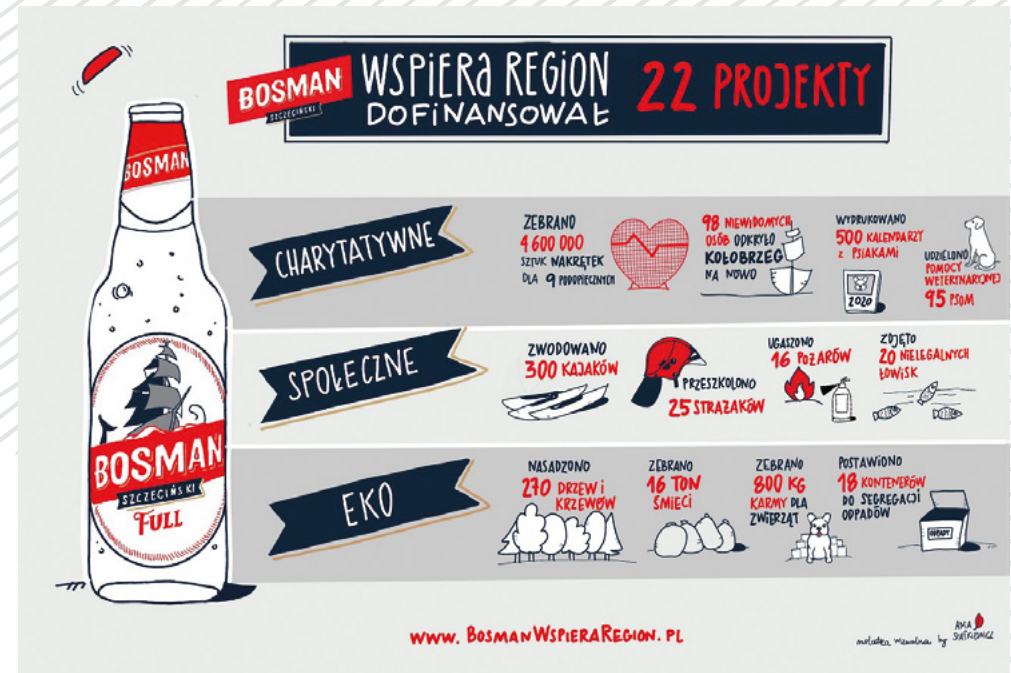 BOSMAN
SZCZECIŃSKI
WSPIERA REGION
DOFINANSOWAŁ
22 PROJEKTY
BOSMAN
BOSMAN
SZCZECIŃSKI
FULL
CHARYTATYWNE
ZEBRANO
4 600 000
SZTUK NAKRĘTEK
DLA 9 PODOPIECZNYCH
98 NIEWIDOMYCH
OSÓB ODKRYŁO
KOŁOBRZEG
NA NOWO
WYDRUKOWANO
500 KALENDARZY
Z PSIAKAMI
2020
UDZIELONO
POMOCY
WETERYNARYJNEJ
95 PSOM
SPOŁECZNE
ZWODOWANO
300 KAJAKÓW
PRZESZKOLONO
25 STRAŻAKÓW
UGASZONO
16 POŻARÓW
ZDJĘTO
20 NIELEGALNYCH
ŁOWISK
EKO
NASADZONO
270 DRZEW i
KRZEWÓW
ZEBRANO
16 TON
ŚMIECI
ZEBRANO
800 KG
KARMY DLA
ZWIERZĄT
POSTAWIONO
18 KONTENERÓW
DO SEGREGACJI
ODPADÓW
ODPADY
WWW.BOSMANWSPIERAREGION.PL
notatka wizualna by